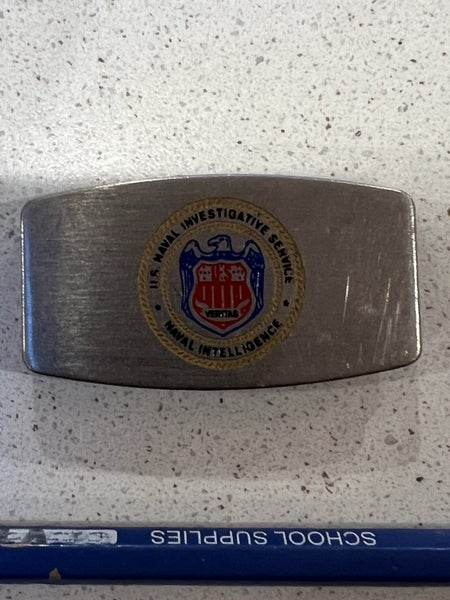 U.S. NAVAL INVESTIGATIVE SERVICE
U S
VERITAS
NAVAL INTELLIGENCE
SCHOOL SUPPLIES